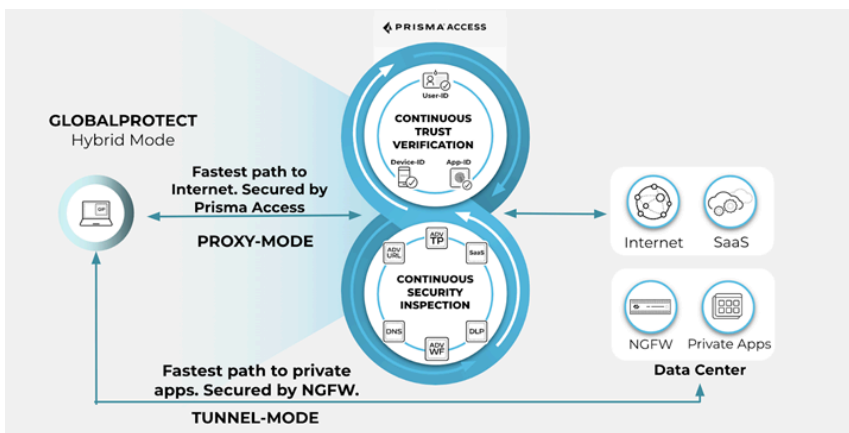 PRISMA ACCESS
User-ID
CONTINUOUS
TRUST
VERIFICATION
Device-ID
App-ID
GLOBALPROTECT
Hybrid Mode
GP
Fastest path to
Internet. Secured by
Prisma Access
PROXY-MODE
ADV
URL
ADV
TP
SaaS
CONTINUOUS
SECURITY
INSPECTION
DNS
ADV
WF
DLP
Internet
SaaS
NGFW
Private Apps
Data Center
Fastest path to private
apps. Secured by NGFW.
TUNNEL-MODE